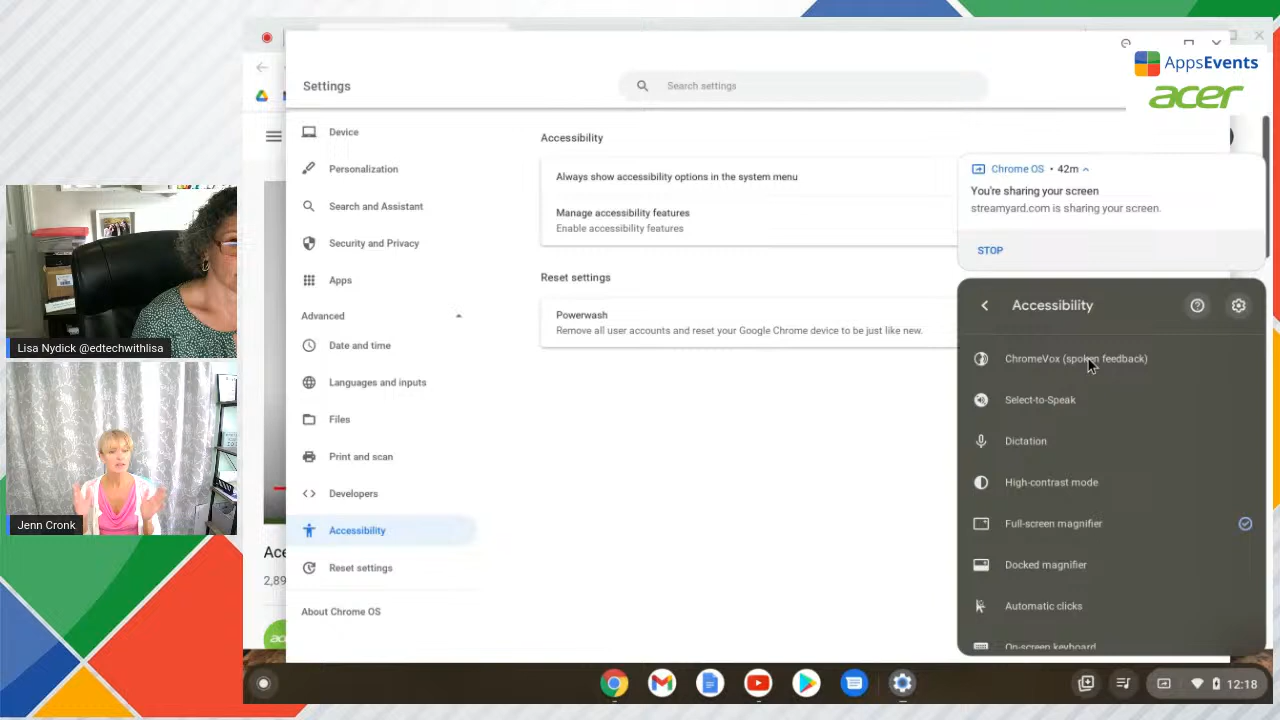 AppsEvents
acer
Settings
Search settings
Device
Personalization
Search and Assistant
Security and Privacy
Apps
Advanced
Date and time
Languages and inputs
Files
Print and scan
Developers
Accessibility
Reset settings
About Chrome OS
Accessibility
Always show accessibility options in the system menu
Manage accessibility features
Enable accessibility features
Reset settings
Powerwash
Remove all user accounts and reset your Google Chrome device to be just like new.
Chrome OS • 42m
You're sharing your screen
streamyard.com is sharing your screen.
STOP
Accessibility
ChromeVox (spoken feedback)
Select-to-Speak
Dictation
High-contrast mode
Full-screen magnifier
Docked magnifier
Automatic clicks
On-screen keyboard
Lisa Nydick @edtechwithlisa
Jenn Cronk
Ace
2,89
ace
12:18